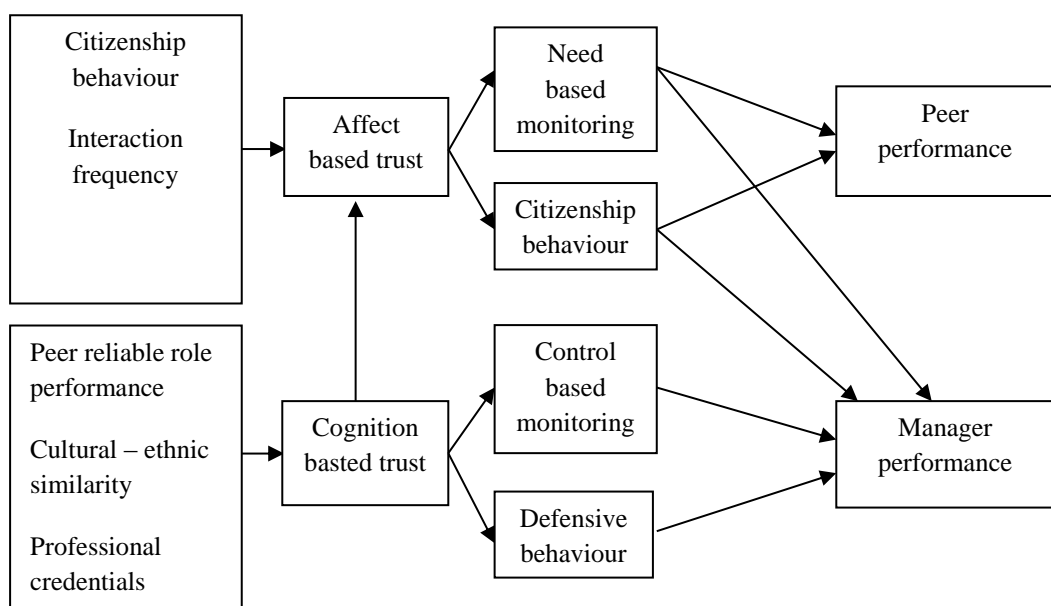 Citizenship
behaviour
Interaction
frequency
Affect
based trust
Need
based
monitoring
Citizenship
behaviour
Peer
performance
Peer reliable role
performance
Cultural – ethnic
similarity
Professional
credentials
Cognition
basted trust
Control
based
monitoring
Defensive
behaviour
Manager
performance